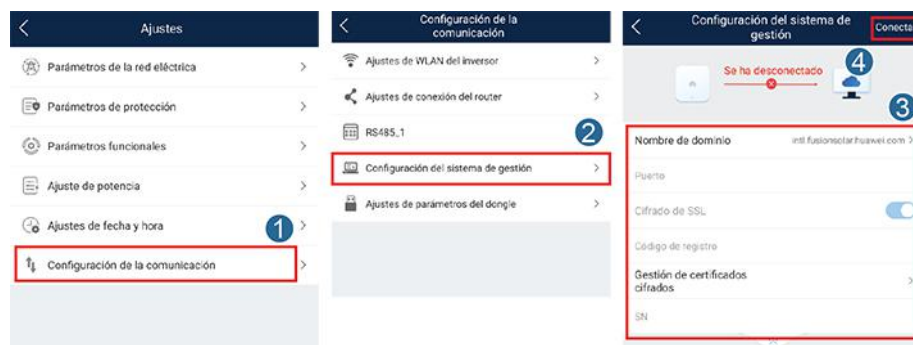 Ajustes
Parámetros de la red eléctrica
Parámetros de protección
Parámetros funcionales
Ajuste de potencia
Ajustes de fecha y hora
1
Configuración de la comunicación
Configuración de la
comunicación
Ajustes de WLAN del inversor
Ajustes de conexión del router
RS485_1
2
Configuración del sistema de gestión
Ajustes de parámetros del dongle
Configuración del sistema de
gestión
Conecta
Se ha desconectado
4
3
Nombre de dominio
intl.fusionsolar.huawei.com
Puerto
Cifrado de SSL
Código de registro
Gestión de certificados
cifrados
SN